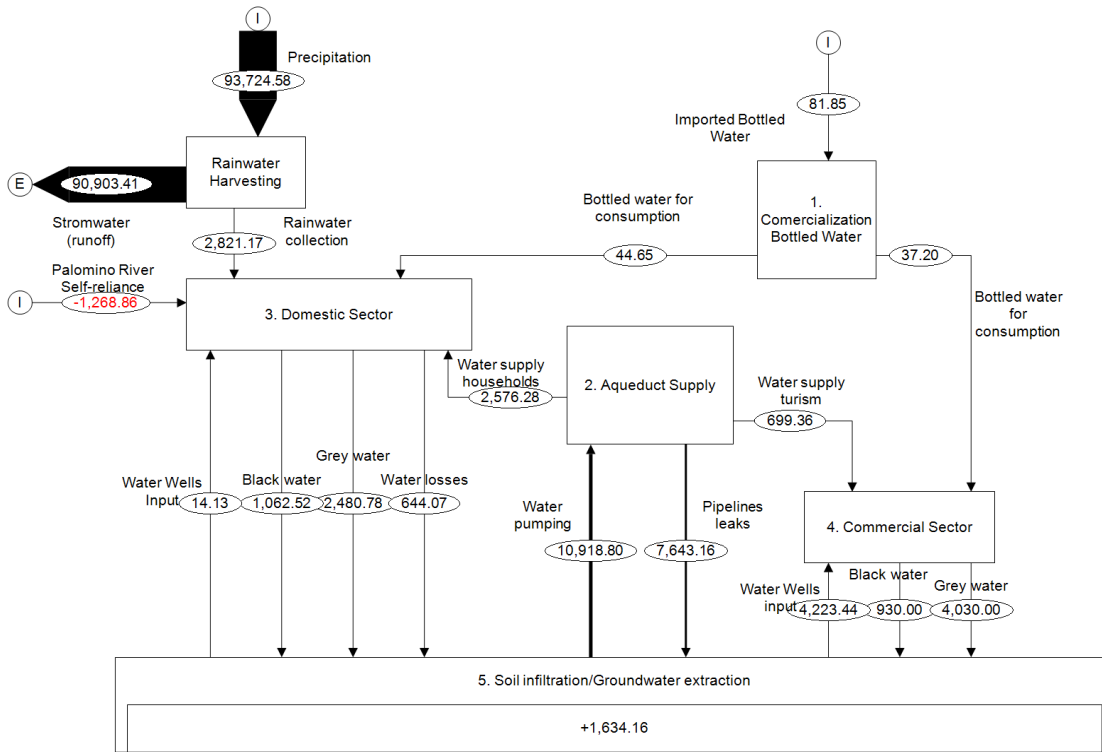 I
Precipitation
93,724.58
I
81.85
Imported Bottled
Water
Rainwater
Harvesting
E
90,903.41
Stromwater
(runoff)
2,821.17
Rainwater
collection
Bottled water for
consumption
44.65
1.
Comercialization
Bottled Water
37.20
Palomino River
Self-reliance
I
-1,268.86
3. Domestic Sector
Bottled water
for
consumption
Water supply
households
2,576.28
2. Aqueduct Supply
Water supply
turism
699.36
Water Wells
Input
14.13
Black water
1,062.52
Grey water
2,480.78
Water losses
644.07
Water
pumping
10,918.80
Pipelines
leaks
7,643.16
4. Commercial Sector
Water Wells
input
4,223.44
Black water
930.00
Grey water
4,030.00
5. Soil infiltration/Groundwater extraction
+1,634.16